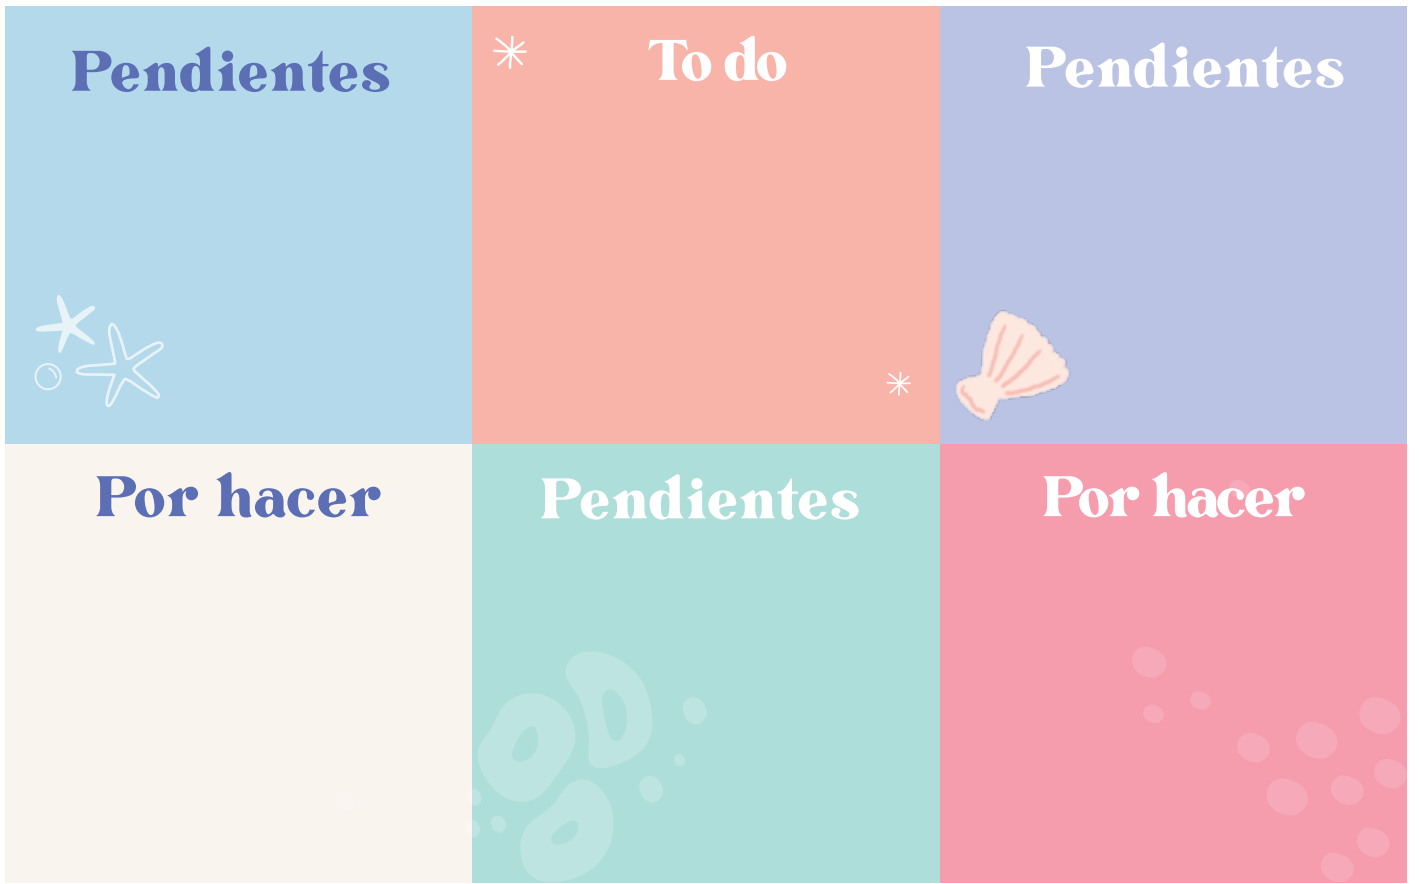 Pendientes
To do
Pendientes
Por hacer
Pendientes
Por hacer